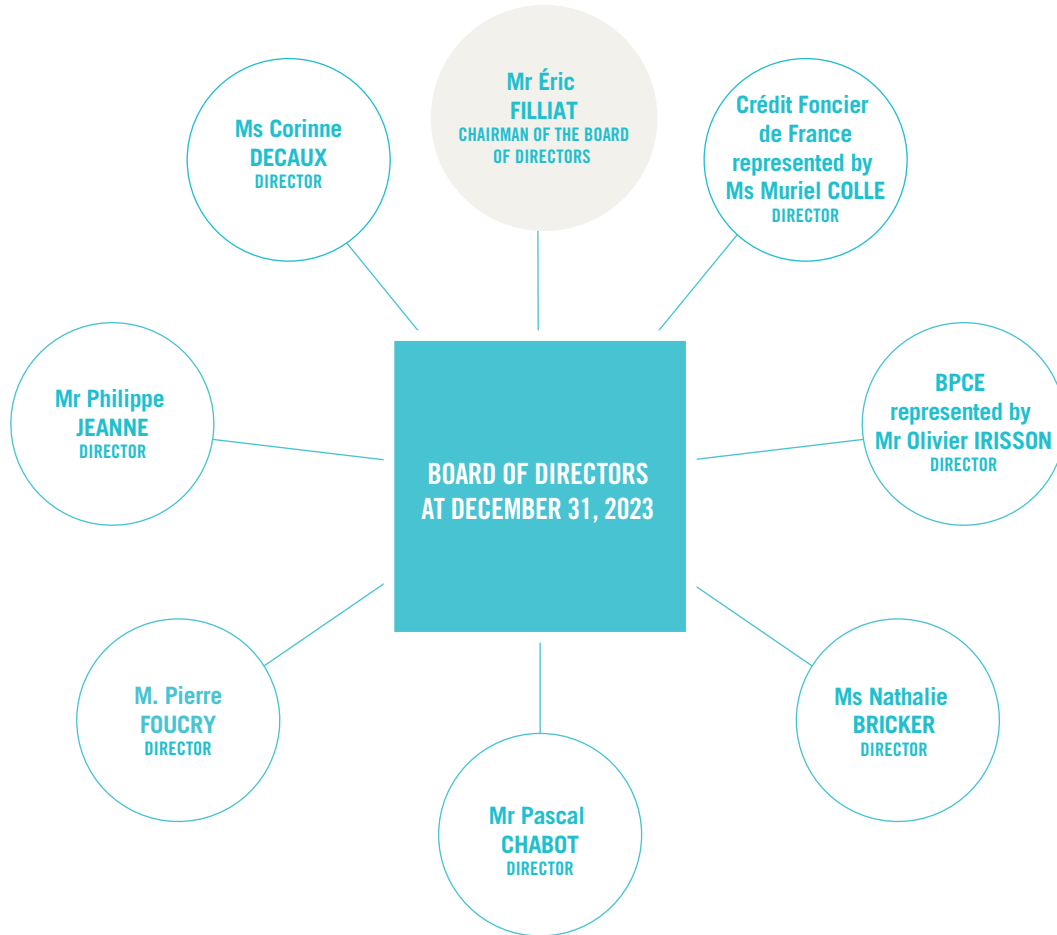 Mr Éric
FILLIAT
CHAIRMAN OF THE BOARD
OF DIRECTORS
Crédit Foncier
de France
represented by
Ms Muriel COLLE
DIRECTOR
BPCE
represented by
Mr Olivier IRISSON
DIRECTOR
Ms Nathalie
BRICKER
DIRECTOR
Mr Pascal
CHABOT
DIRECTOR
M. Pierre
FOUCRY
DIRECTOR
Mr Philippe
JEANNE
DIRECTOR
Ms Corinne
DECAUX
DIRECTOR
BOARD OF DIRECTORS
AT DECEMBER 31, 2023